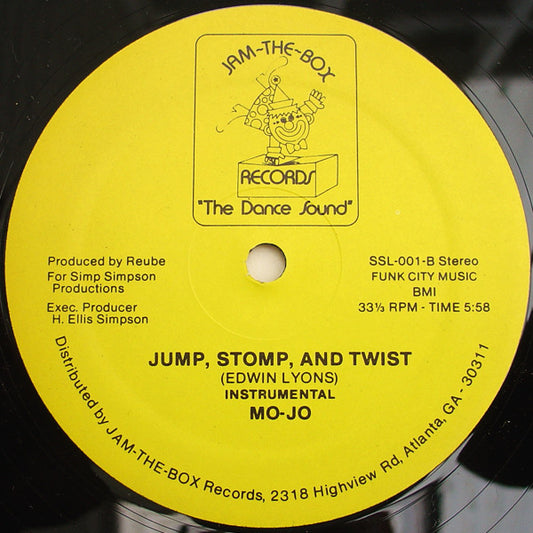 JAM-THE-BOX
RECORDS
"The Dance Sound"
Produced by Reube
For Simp Simpson
Productions
Exec. Producer
H. Ellis Simpson
SSL-001-B Stereo
FUNK CITY MUSIC
BMI
33⅓ RPM - TIME 5:58
JUMP, STOMP, AND TWIST
(EDWIN LYONS)
INSTRUMENTAL
MO-JO
Distributed by JAM-THE-BOX Records, 2318 Highview Rd, Atlanta, GA - 30311